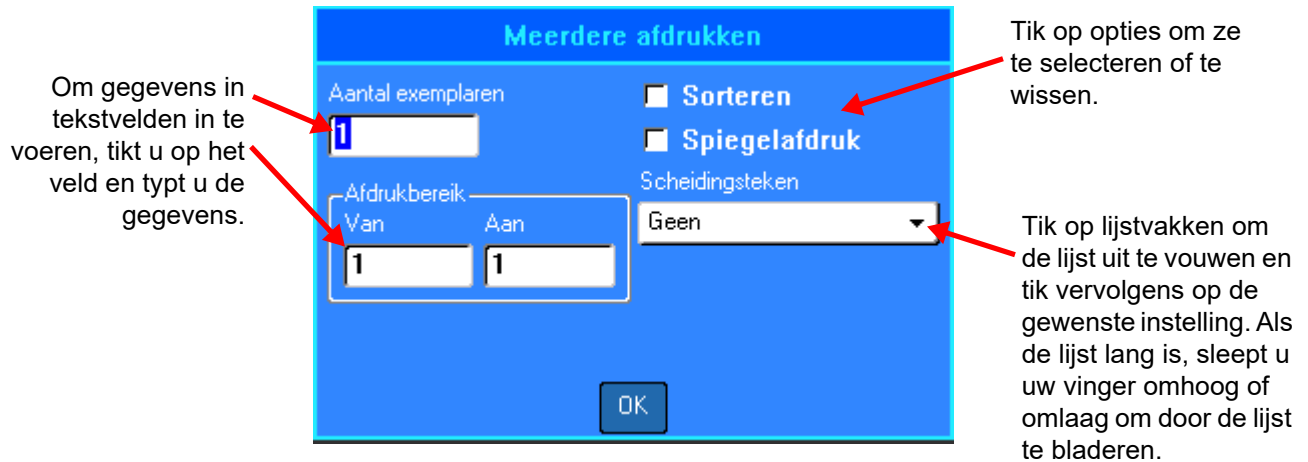 Meerdere afdrukken
Om gegevens in
tekstvelden in te
voeren, tikt u op het
veld en typt u de
gegevens.
Aantal exemplaren
1
Afdrukbereik
Van
Aan
1
1
Sorteren
Spiegelafdruk
Scheidingsteken
Geen
OK
Tik op opties om ze
te selecteren of te
wissen.
Tik op lijstvakken om
de lijst uit te vouwen en
tik vervolgens op de
gewenste instelling. Als
de lijst lang is, sleept u
uw vinger omhoog of
omlaag om door de lijst
te bladeren.